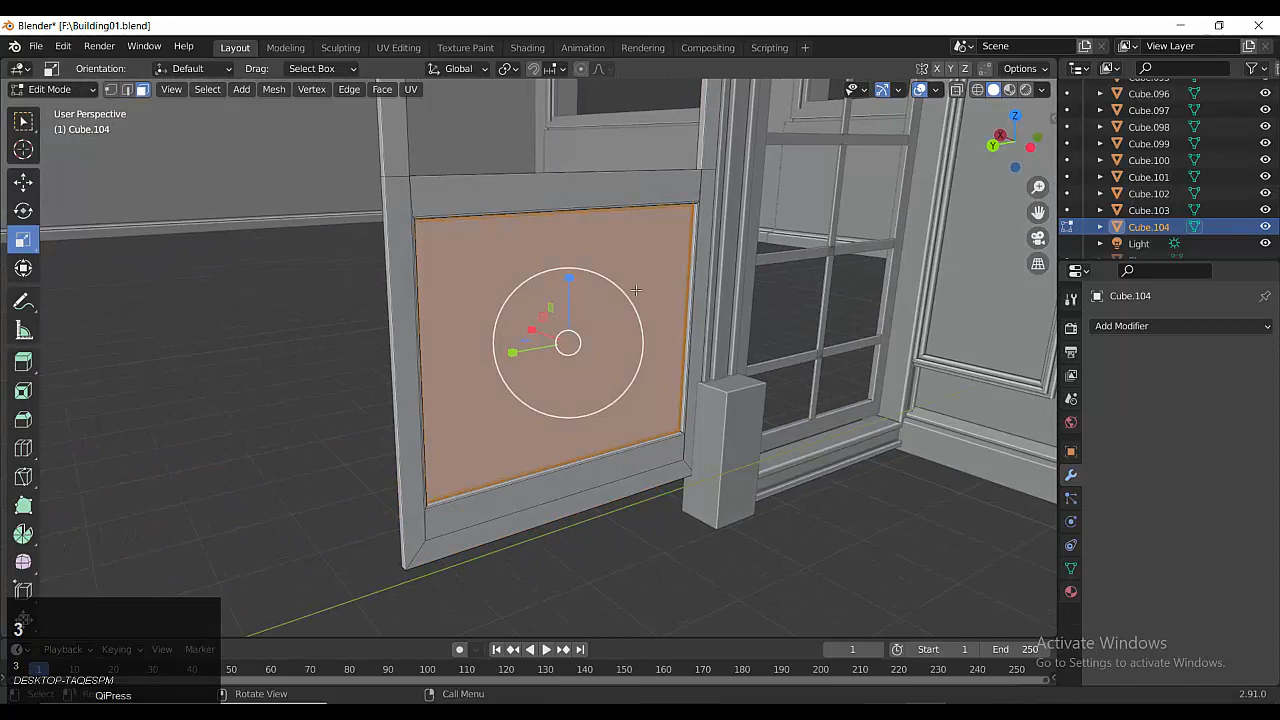 Blender* [F:\Building01.blend]
File Edit Render Window Help Layout Modeling Sculpting UV Editing Texture Paint Shading Animation Rendering Compositing Scripting + Scene View Layer
Orientation: Default Drag: Select Box Global X Y Z Options
Edit Mode View Select Add Mesh Vertex Edge Face UV
User Perspective
(1) Cube.104
Z
X
Y
Cube.096
Cube.097
Cube.098
Cube.099
Cube.100
Cube.101
Cube.102
Cube.103
Cube.104
Light
Cube.104
Add Modifier
3
Playback Keying View Marker 1 Start 1 End 250
3
1 50 60 70 80 90 100 110 120 130 140 150 160 170 180 190 200 210 220 230 240 250
DESKTOP-TAQESPM
Select QiPress Rotate View Call Menu 2.91.0
Activate Windows
Go to Settings to activate Windows.